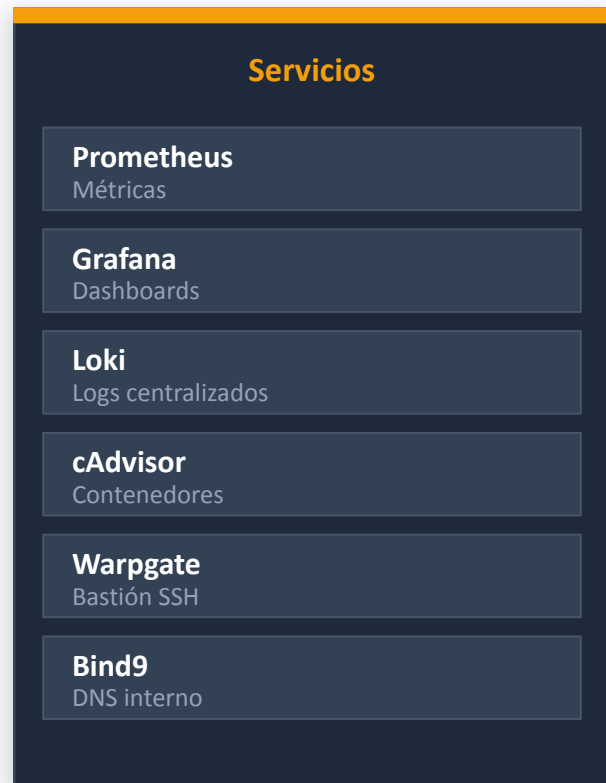 Servicios
Prometheus
Métricas
Grafana
Dashboards
Loki
Logs centralizados
cAdvisor
Contenedores
Warpgate
Bastión SSH
Bind9
DNS interno